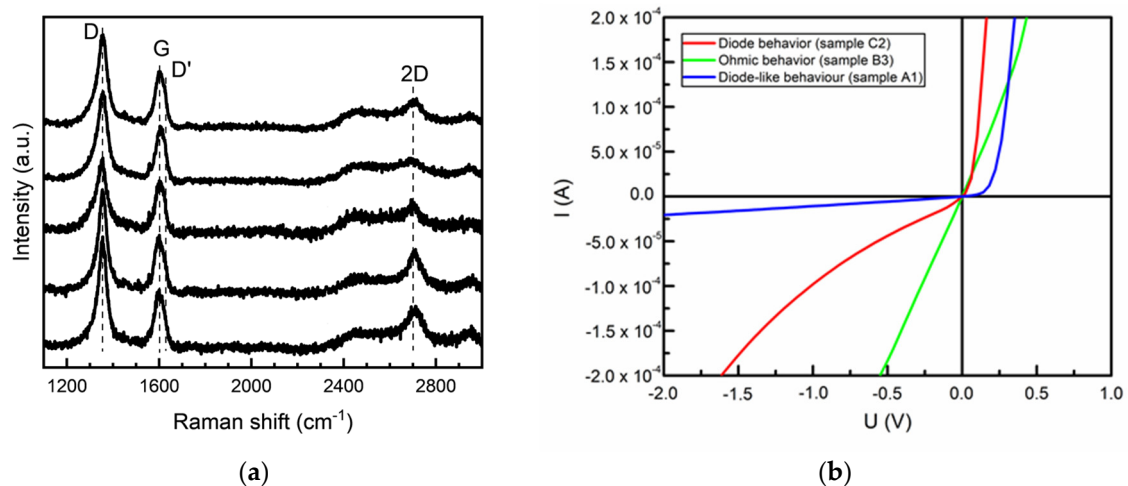 D
G
D'
2D
Intensity (a.u.)
1200
1600
2000
2400
2800
Raman shift (cm⁻¹)
(a)
2.0 x 10⁻⁴
1.5 x 10⁻⁴
1.0 x 10⁻⁴
5.0 x 10⁻⁵
0.0
-5.0 x 10⁻⁵
-1.0 x 10⁻⁴
-1.5 x 10⁻⁴
-2.0 x 10⁻⁴
I (A)
Diode behavior (sample C2)
Ohmic behavior (sample B3)
Diode-like behaviour (sample A1)
-2.0
-1.5
-1.0
-0.5
0.0
0.5
1.0
U (V)
(b)